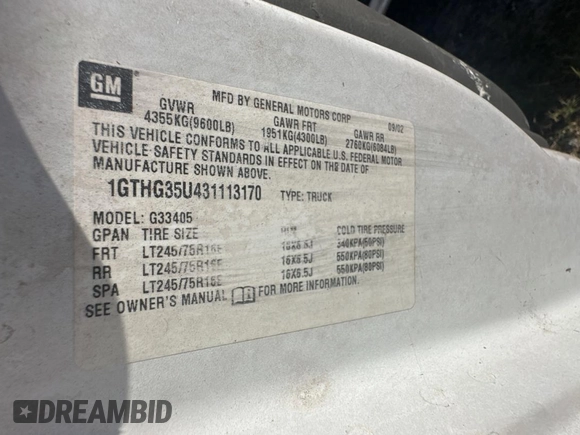 GM
MFD BY GENERAL MOTORS CORP 09/02
GVWR GAWR FRT GAWR RR
4355KG(9600LB) 1951KG(4300LB) 2760KG(6084LB)
THIS VEHICLE CONFORMS TO ALL APPLICABLE U.S. FEDERAL MOTOR
VEHICLE SAFETY STANDARDS IN EFFECT ON THE DATE OF
MANUFACTURE SHOWN ABOVE.
1GTHG35U431113170 TYPE: TRUCK
MODEL: G33405
GPAN TIRE SIZE RIM COLD TIRE PRESSURE
FRT LT245/75R16E 16X6.5J 340KPA(50PSI)
RR LT245/75R16E 16X6.5J 550KPA(80PSI)
SPA LT245/75R16E 16X6.5J 550KPA(80PSI)
SEE OWNER'S MANUAL FOR MORE INFORMATION.
DREAMBID